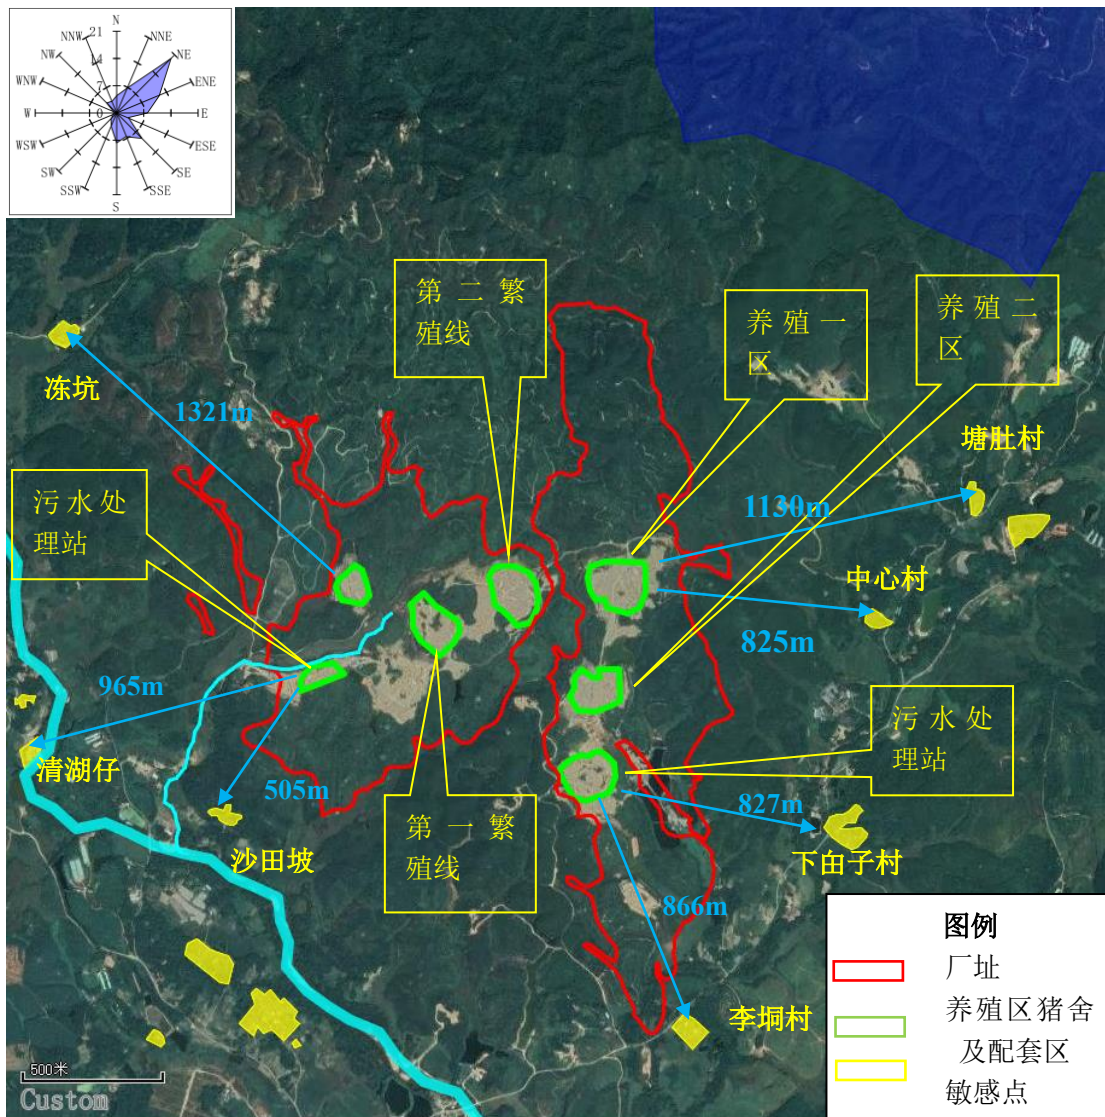 N
NNW
21
NNE
NW
14
NE
WNW
7
ENE
W
0
E
WSW
ESE
SW
SE
SSW
SSE
S
第二繁
殖线
养殖一
区
养殖二
区
冻坑
1321m
塘肚村
污水处
理站
1130m
中心村
825m
965m
污水处
理站
清湖仔
505m
827m
第一繁
殖线
沙田坡
下白子村
866m
李垌村
图例
厂址
养殖区猪舍
及配套区
敏感点
500米
Custom